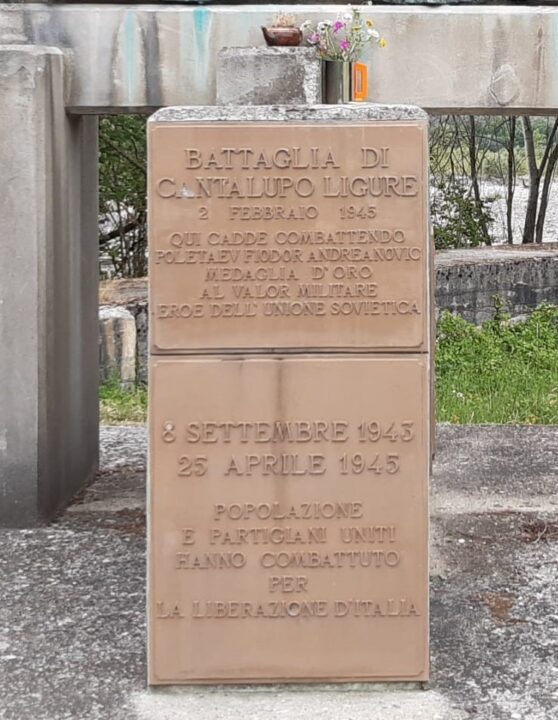 BATTAGLIA DI
CANTALUPO LIGURE
2 FEBBRAIO 1945
QUI CADDE COMBATTENDO
POLETAEV FIODOR ANDREANOVIC
MEDAGLIA D'ORO
AL VALOR MILITARE
EROE DELL'UNIONE SOVIETICA
8 SETTEMBRE 1943
25 APRILE 1945
POPOLAZIONE
E PARTIGIANI UNITI
HANNO COMBATTUTO
PER
LA LIBERAZIONE D'ITALIA